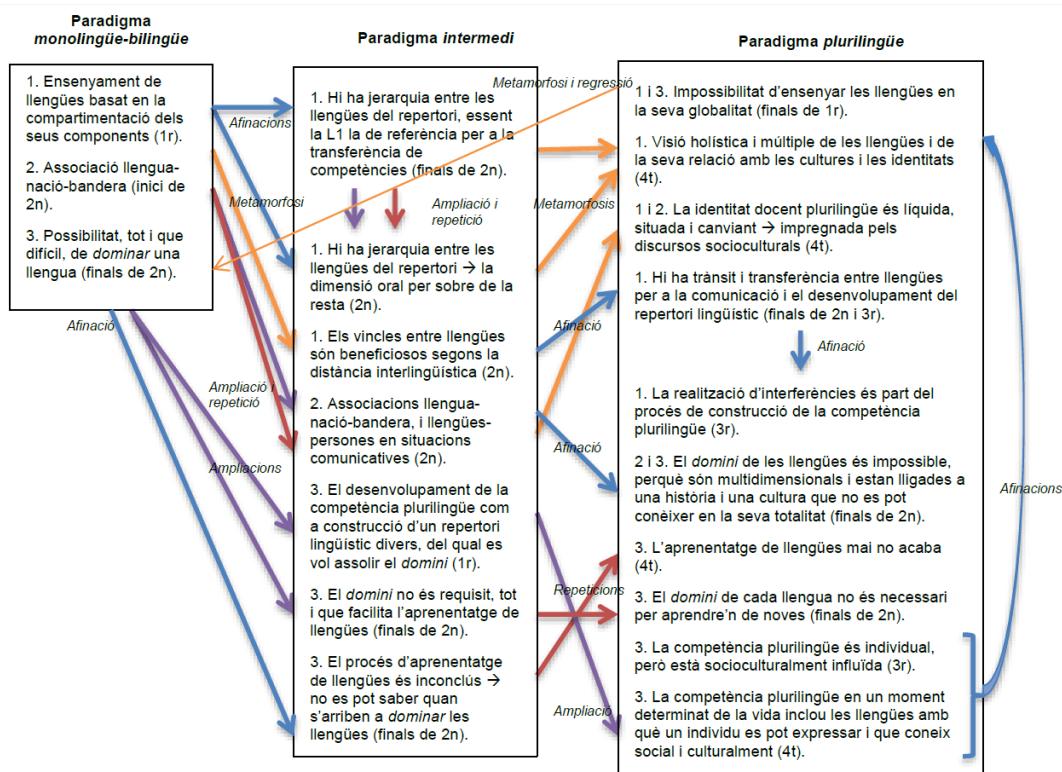 Paradigma
monolingüe-bilingüe
1. Ensenyament de
llengües basat en la
compartimentació dels
seus components (1r).
2. Associació llengua-
nació-bandera (inici de
2n).
3. Possibilitat, tot i que
difícil, de dominar una
llengua (finals de 2n).
Afinacions
Metamorfosi
Afinació
Ampliació i
repetició
Ampliacions
Paradigma intermedi
1. Hi ha jerarquia entre les
llengües del repertori, essent
la L1 la de referència per a la
transferència de
competències (finals de 2n).
Ampliació i
repetició
1. Hi ha jerarquia entre les
llengües del repertori → la
dimensió oral per sobre de la
resta (2n).
1. Els vincles entre llengües
són beneficiosos segons la
distància interlingüística (2n).
2. Associacions llengua-
nació-bandera, i llengües-
persones en situacions
comunicatives (2n).
3. El desenvolupament de la
competència plurilingüe com
a construcció d'un repertori
lingüístic divers, del qual es
vol assolir el domini (1r).
3. El domini no és requisit, tot
i que facilita l'aprenentatge de
llengües (finals de 2n).
3. El procés d'aprenentatge
de llengües és inconclús →
no es pot saber quan
s'arriben a dominar les
llengües (finals de 2n).
Metamorfosi i regressió
Metamorfosis
Afinació
Afinació
Repeticions
Ampliació
Paradigma plurilingüe
1 i 3. Impossibilitat d'ensenyar les llengües en
la seva globalitat (finals de 1r).
1. Visió holística i múltiple de les llengües i de
la seva relació amb les cultures i les identitats
(4t).
1 i 2. La identitat docent plurilingüe és líquida,
situada i canviant → impregnada pels
discursos socioculturals (4t).
1. Hi ha trànsit i transferència entre llengües
per a la comunicació i el desenvolupament del
repertori lingüístic (finals de 2n i 3r).
Afinació
1. La realització d'interferències és part del
procés de construcció de la competència
plurilingüe (3r).
2 i 3. El domini de les llengües és impossible,
perquè són multidimensionals i estan lligades a
una història i una cultura que no es pot
conèixer en la seva totalitat (finals de 2n).
3. L'aprenentatge de llengües mai no acaba
(4t).
3. El domini de cada llengua no és necessari
per aprendre'n de noves (finals de 2n).
3. La competència plurilingüe és individual,
però està socioculturalment influïda (3r).
3. La competència plurilingüe en un moment
determinat de la vida inclou les llengües amb
què un individu es pot expressar i que coneix
social i culturalment (4t).
Afinacions